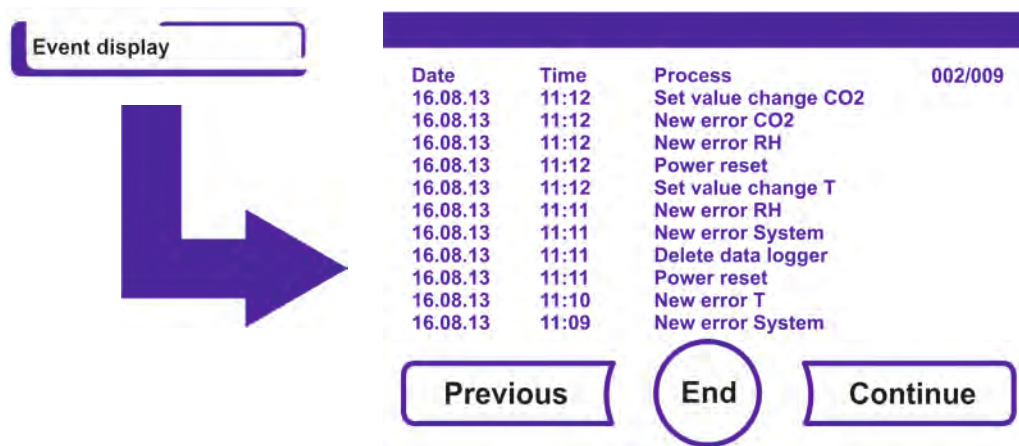 Event display
Date Time Process 002/009
16.08.13 11:12 Set value change CO2
16.08.13 11:12 New error CO2
16.08.13 11:12 New error RH
16.08.13 11:12 Power reset
16.08.13 11:12 Set value change T
16.08.13 11:11 New error RH
16.08.13 11:11 New error System
16.08.13 11:11 Delete data logger
16.08.13 11:11 Power reset
16.08.13 11:10 New error T
16.08.13 11:09 New error System
Previous End Continue